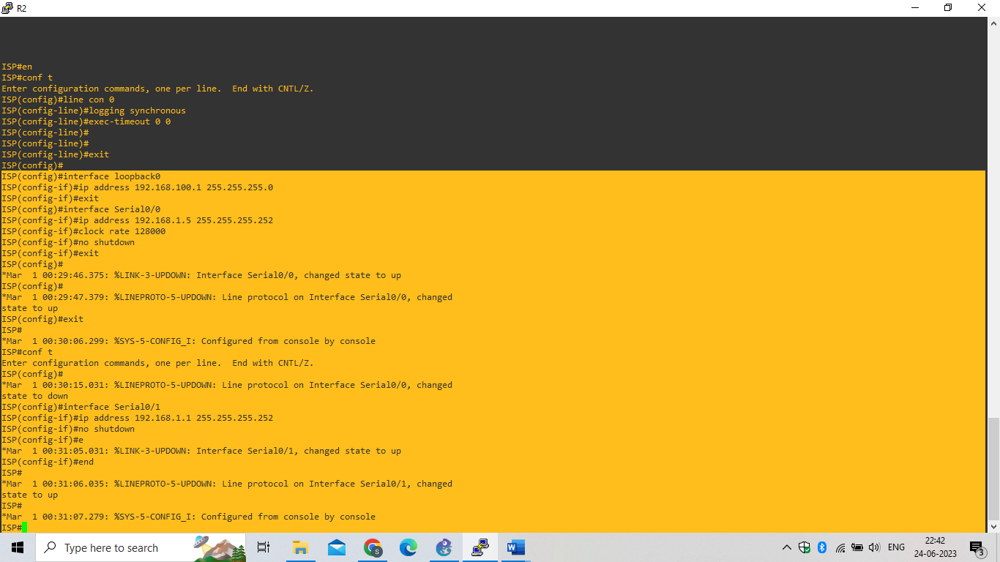 R2
ISP#en
ISP#conf t
Enter configuration commands, one per line.  End with CNTL/Z.
ISP(config)#line con 0
ISP(config-line)#logging synchronous
ISP(config-line)#exec-timeout 0 0
ISP(config-line)#
ISP(config-line)#
ISP(config-line)#exit
ISP(config)#
ISP(config)#interface loopback0
ISP(config-if)#ip address 192.168.100.1 255.255.255.0
ISP(config-if)#exit
ISP(config)#interface Serial0/0
ISP(config-if)#ip address 192.168.1.5 255.255.255.252
ISP(config-if)#clock rate 128000
ISP(config-if)#no shutdown
ISP(config-if)#exit
ISP(config)#
*Mar  1 00:29:46.375: %LINK-3-UPDOWN: Interface Serial0/0, changed state to up
ISP(config)#
*Mar  1 00:29:47.379: %LINEPROTO-5-UPDOWN: Line protocol on Interface Serial0/0, changed
state to up
ISP(config)#exit
ISP#
*Mar  1 00:30:06.299: %SYS-5-CONFIG_I: Configured from console by console
ISP#conf t
Enter configuration commands, one per line.  End with CNTL/Z.
ISP(config)#
*Mar  1 00:30:15.031: %LINEPROTO-5-UPDOWN: Line protocol on Interface Serial0/0, changed
state to down
ISP(config)#interface Serial0/1
ISP(config-if)#ip address 192.168.1.1 255.255.255.252
ISP(config-if)#no shutdown
ISP(config-if)#e
*Mar  1 00:31:05.031: %LINK-3-UPDOWN: Interface Serial0/1, changed state to up
ISP(config-if)#end
ISP#
*Mar  1 00:31:06.035: %LINEPROTO-5-UPDOWN: Line protocol on Interface Serial0/1, changed
state to up
ISP#
*Mar  1 00:31:07.279: %SYS-5-CONFIG_I: Configured from console by console
ISP#
Type here to search
ENG
22:42
24-06-2023
3